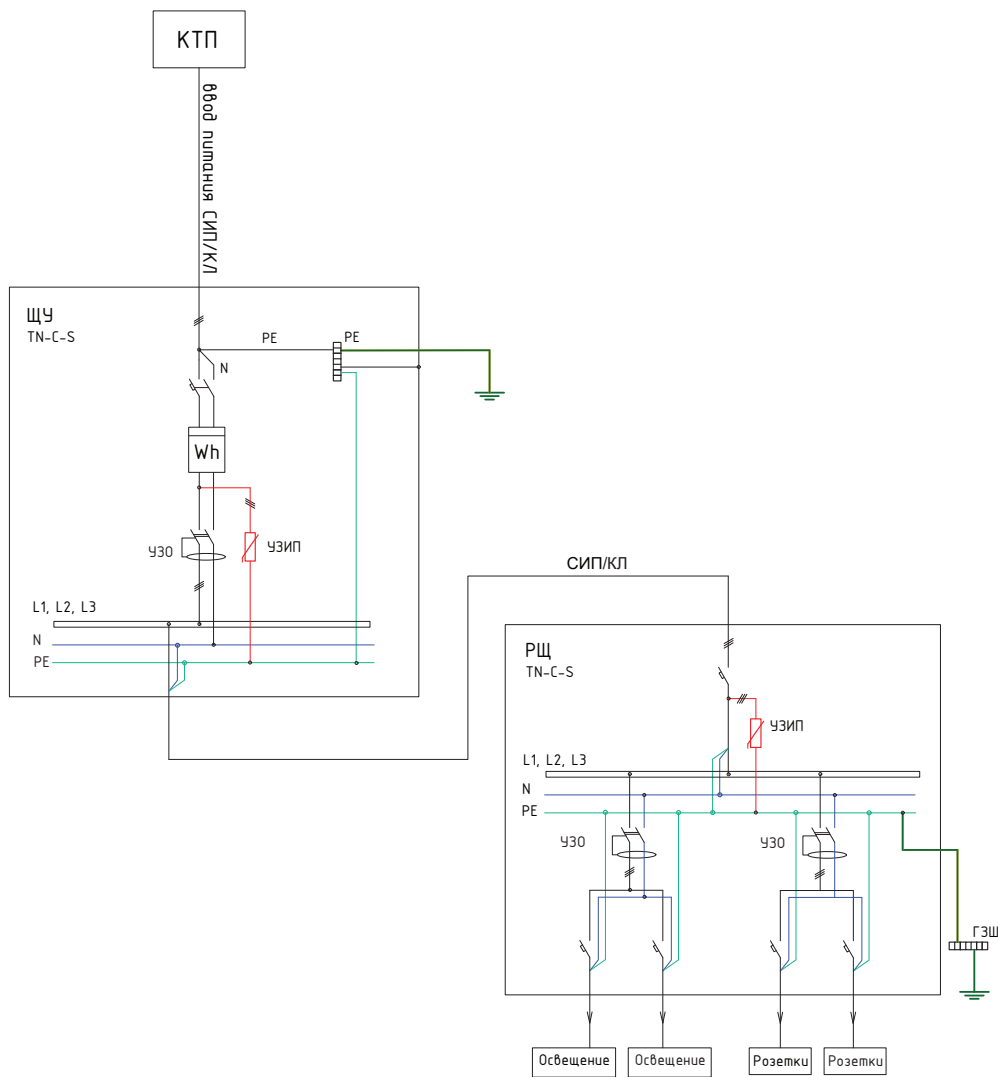 КТП
ввод питания СИП/КЛ
ЩУ
TN-C-S
PE
PE
N
Wh
УЗО
УЗИП
L1, L2, L3
N
PE
СИП/КЛ
РЩ
TN-C-S
УЗИП
L1, L2, L3
N
PE
УЗО
УЗО
ГЗШ
Освещение
Освещение
Розетки
Розетки